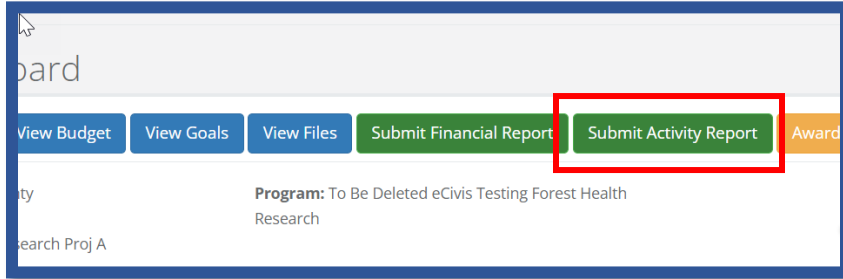 oard
View Budget View Goals View Files Submit Financial Report Submit Activity Report Award
nty Program: To Be Deleted eCivis Testing Forest Health
Research
search Proj A